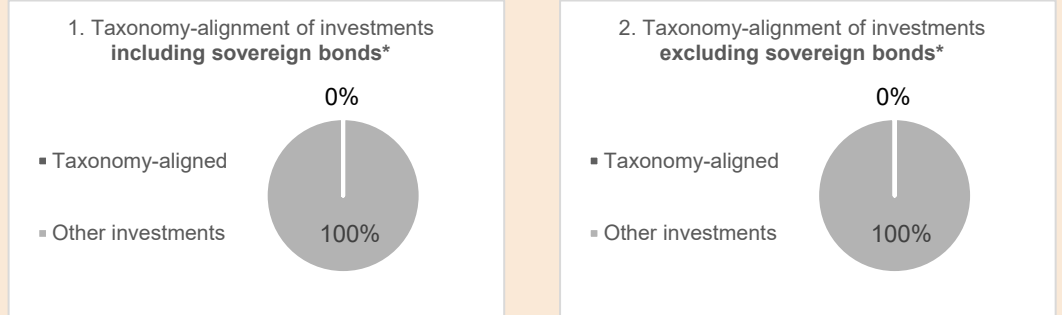 1. Taxonomy-alignment of investments
including sovereign bonds*
0%
Taxonomy-aligned
Other investments
100%
2. Taxonomy-alignment of investments
excluding sovereign bonds*
0%
Taxonomy-aligned
Other investments
100%